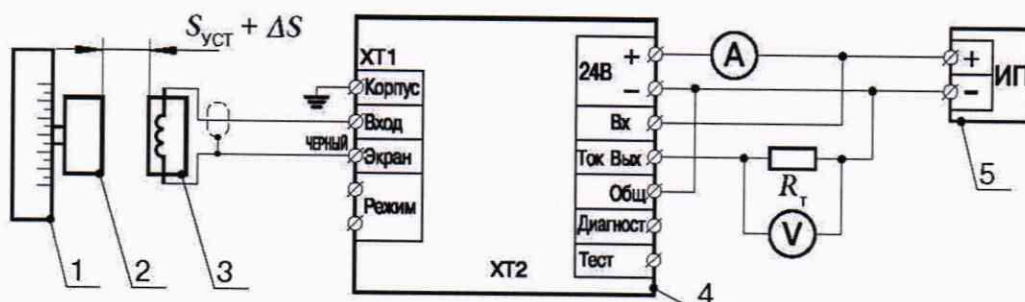 S_УСТ + ΔS
XT1
Корпус
Вход
ЧЕРНЫЙ
Экран
Режим
XT2
24В
+
−
Вх
Ток Вых
Общ
Диагност
Тест
A
R_т
V
+
−
ИП
1
2
3
4
5